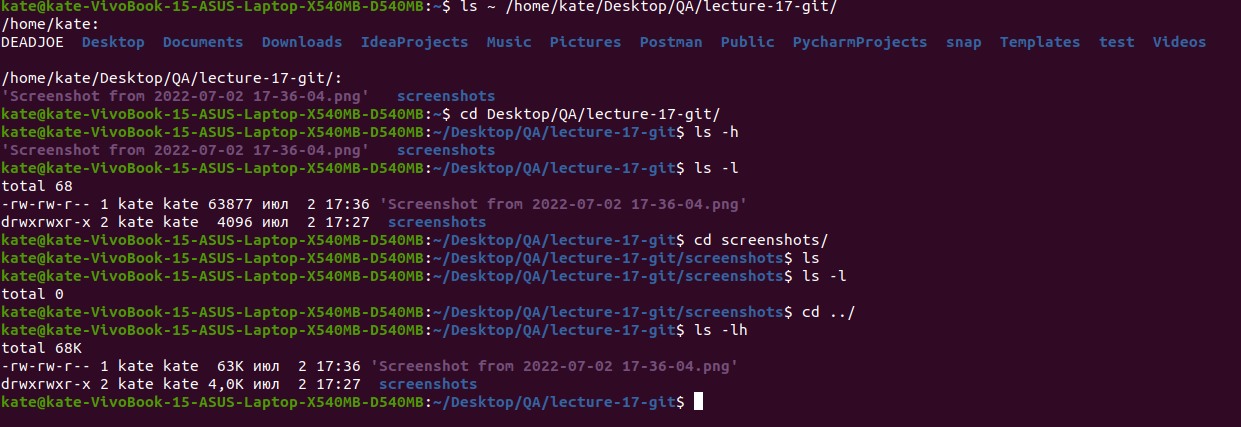 kate@kate-VivoBook-15-ASUS-Laptop-X540MB-D540MB:~$ ls ~ /home/kate/Desktop/QA/lecture-17-git/
/home/kate:
DEADJOE  Desktop  Documents  Downloads  IdeaProjects  Music  Pictures  Postman  Public  PycharmProjects  snap  Templates  test  Videos

/home/kate/Desktop/QA/lecture-17-git/:
'Screenshot from 2022-07-02 17-36-04.png'   screenshots
kate@kate-VivoBook-15-ASUS-Laptop-X540MB-D540MB:~$ cd Desktop/QA/lecture-17-git/
kate@kate-VivoBook-15-ASUS-Laptop-X540MB-D540MB:~/Desktop/QA/lecture-17-git$ ls -h
'Screenshot from 2022-07-02 17-36-04.png'   screenshots
kate@kate-VivoBook-15-ASUS-Laptop-X540MB-D540MB:~/Desktop/QA/lecture-17-git$ ls -l
total 68
-rw-rw-r-- 1 kate kate 63877 июл  2 17:36 'Screenshot from 2022-07-02 17-36-04.png'
drwxrwxr-x 2 kate kate  4096 июл  2 17:27  screenshots
kate@kate-VivoBook-15-ASUS-Laptop-X540MB-D540MB:~/Desktop/QA/lecture-17-git$ cd screenshots/
kate@kate-VivoBook-15-ASUS-Laptop-X540MB-D540MB:~/Desktop/QA/lecture-17-git/screenshots$ ls
kate@kate-VivoBook-15-ASUS-Laptop-X540MB-D540MB:~/Desktop/QA/lecture-17-git/screenshots$ ls -l
total 0
kate@kate-VivoBook-15-ASUS-Laptop-X540MB-D540MB:~/Desktop/QA/lecture-17-git/screenshots$ cd ../
kate@kate-VivoBook-15-ASUS-Laptop-X540MB-D540MB:~/Desktop/QA/lecture-17-git$ ls -lh
total 68K
-rw-rw-r-- 1 kate kate  63K июл  2 17:36 'Screenshot from 2022-07-02 17-36-04.png'
drwxrwxr-x 2 kate kate 4,0K июл  2 17:27  screenshots
kate@kate-VivoBook-15-ASUS-Laptop-X540MB-D540MB:~/Desktop/QA/lecture-17-git$